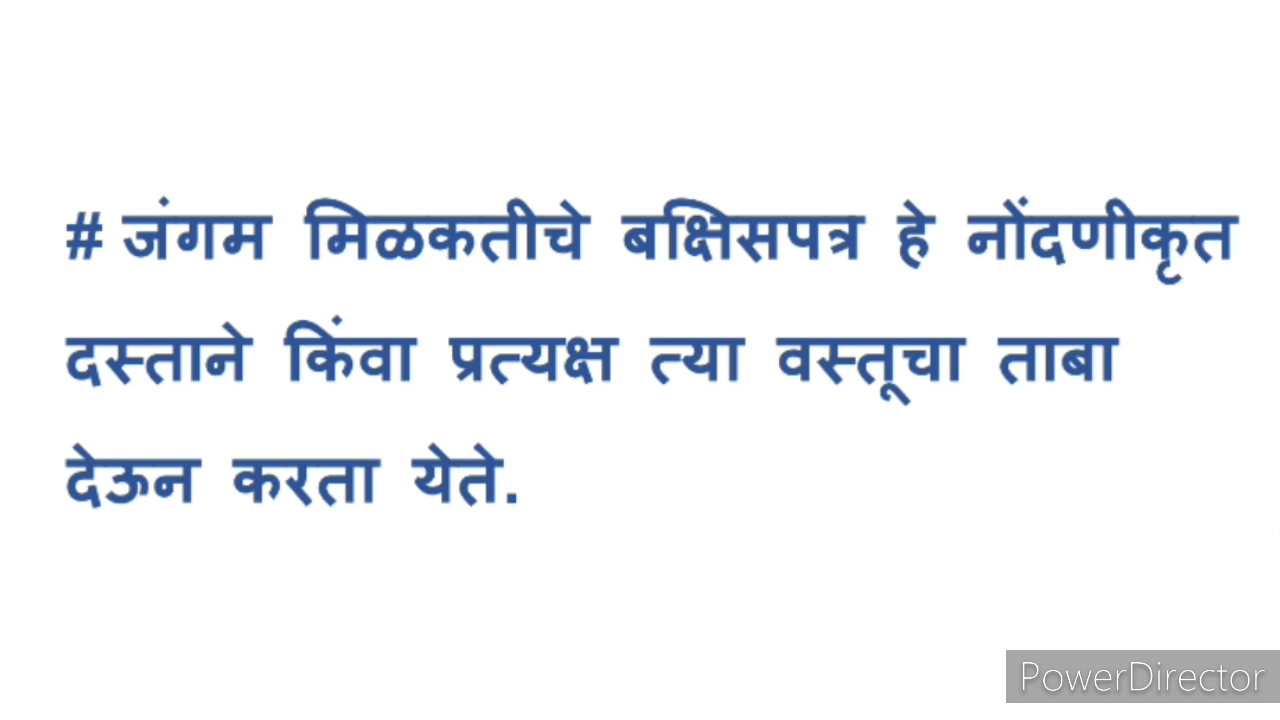 # जंगम मिळकतीचे बक्षिसपत्र हे नोंदणीकृत
दस्ताने किंवा प्रत्यक्ष त्या वस्तूचा ताबा
देऊन करता येते.
PowerDirector